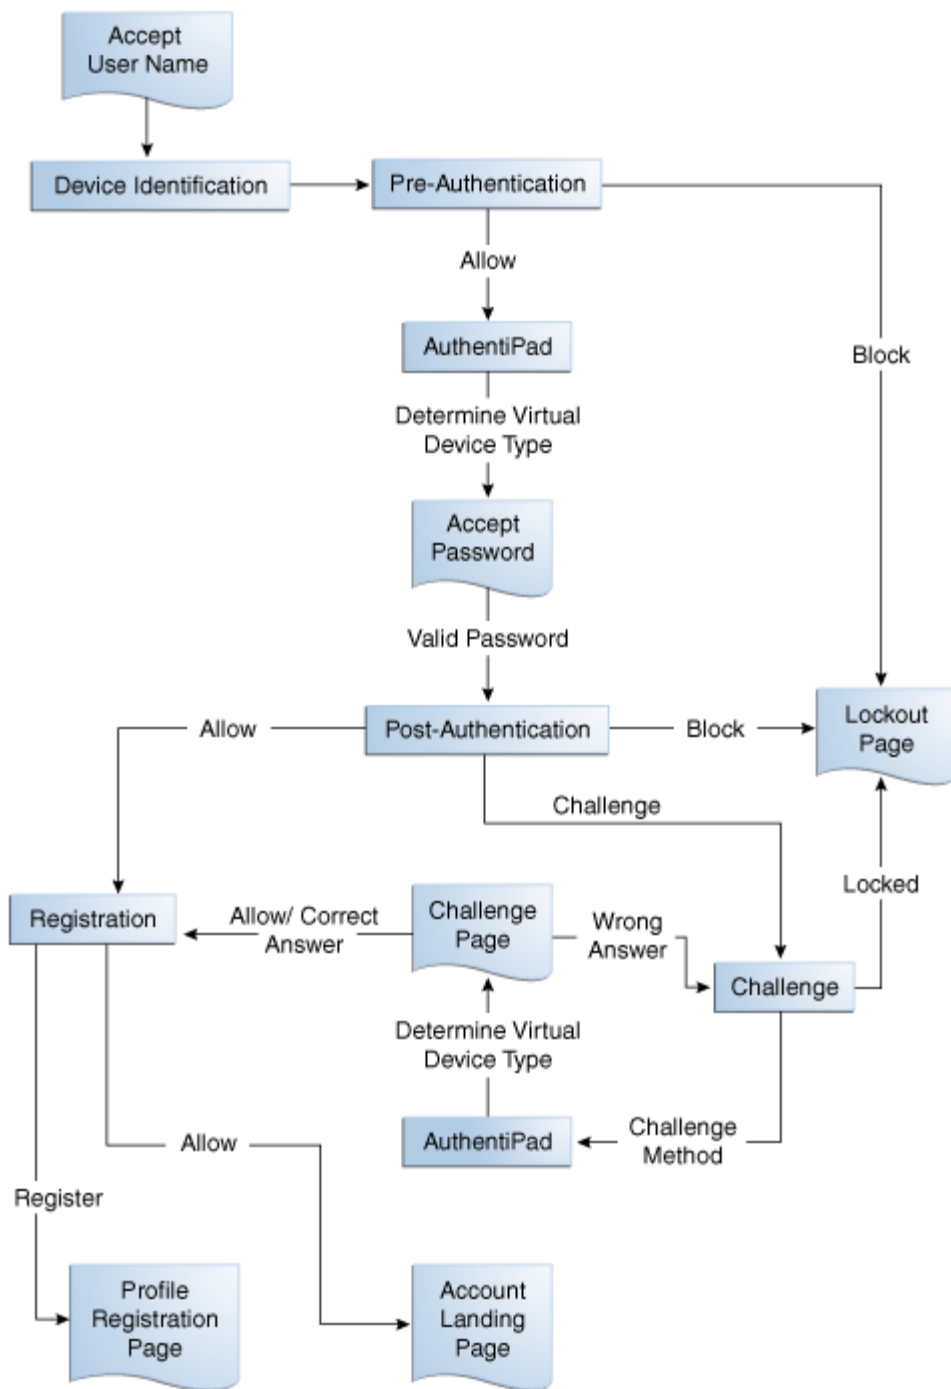 Accept
User Name
Device Identification
Pre-Authentication
Allow
Block
AuthentiPad
Determine Virtual
Device Type
Accept
Password
Valid Password
Allow
Post-Authentication
Block
Lockout
Page
Challenge
Locked
Registration
Allow/ Correct
Answer
Challenge
Page
Wrong
Answer
Challenge
Determine Virtual
Device Type
AuthentiPad
Challenge
Method
Allow
Register
Profile
Registration
Page
Account
Landing
Page